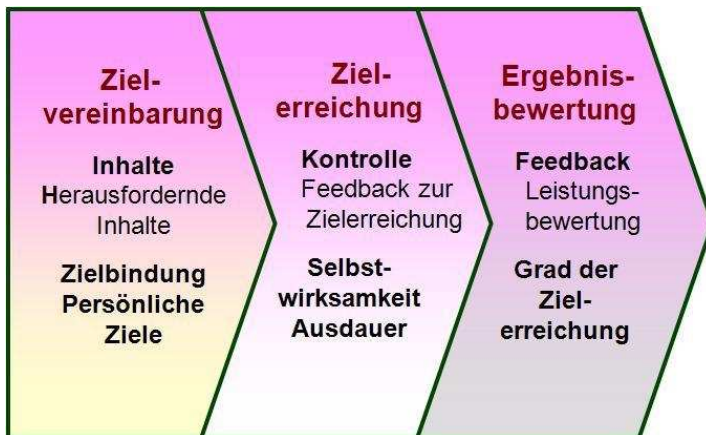 Ziel-
vereinbarung
Inhalte
Herausfordernde
Inhalte
Zielbindung
Persönliche
Ziele
Ziel-
erreichung
Kontrolle
Feedback zur
Zielerreichung
Selbst-
wirksamkeit
Ausdauer
Ergebnis-
bewertung
Feedback
Leistungs-
bewertung
Grad der
Ziel-
erreichung